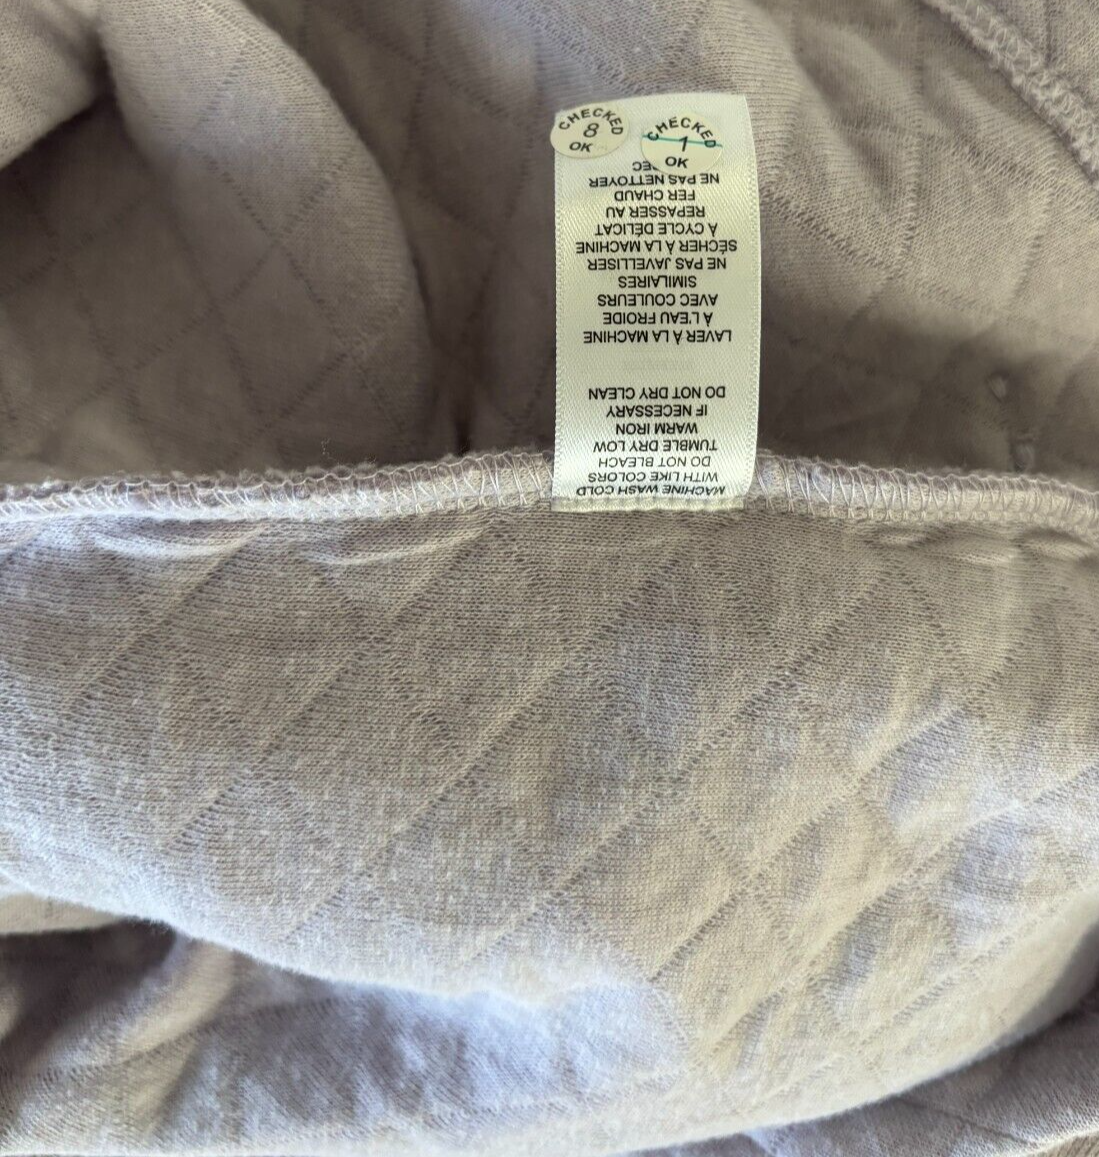 MACHINE WASH COLD
WITH LIKE COLORS
DO NOT BLEACH
TUMBLE DRY LOW
WARM IRON
IF NECESSARY
DO NOT DRY CLEAN
LAVER À LA MACHINE
À L'EAU FROIDE
AVEC COULEURS
SIMILAIRES
NE PAS JAVELLISER
SÉCHER À LA MACHINE
À CYCLE DÉLICAT
REPASSER AU
FER CHAUD
NE PAS NETTOYER
CHECKED
8
OK
CHECKED
1
OK